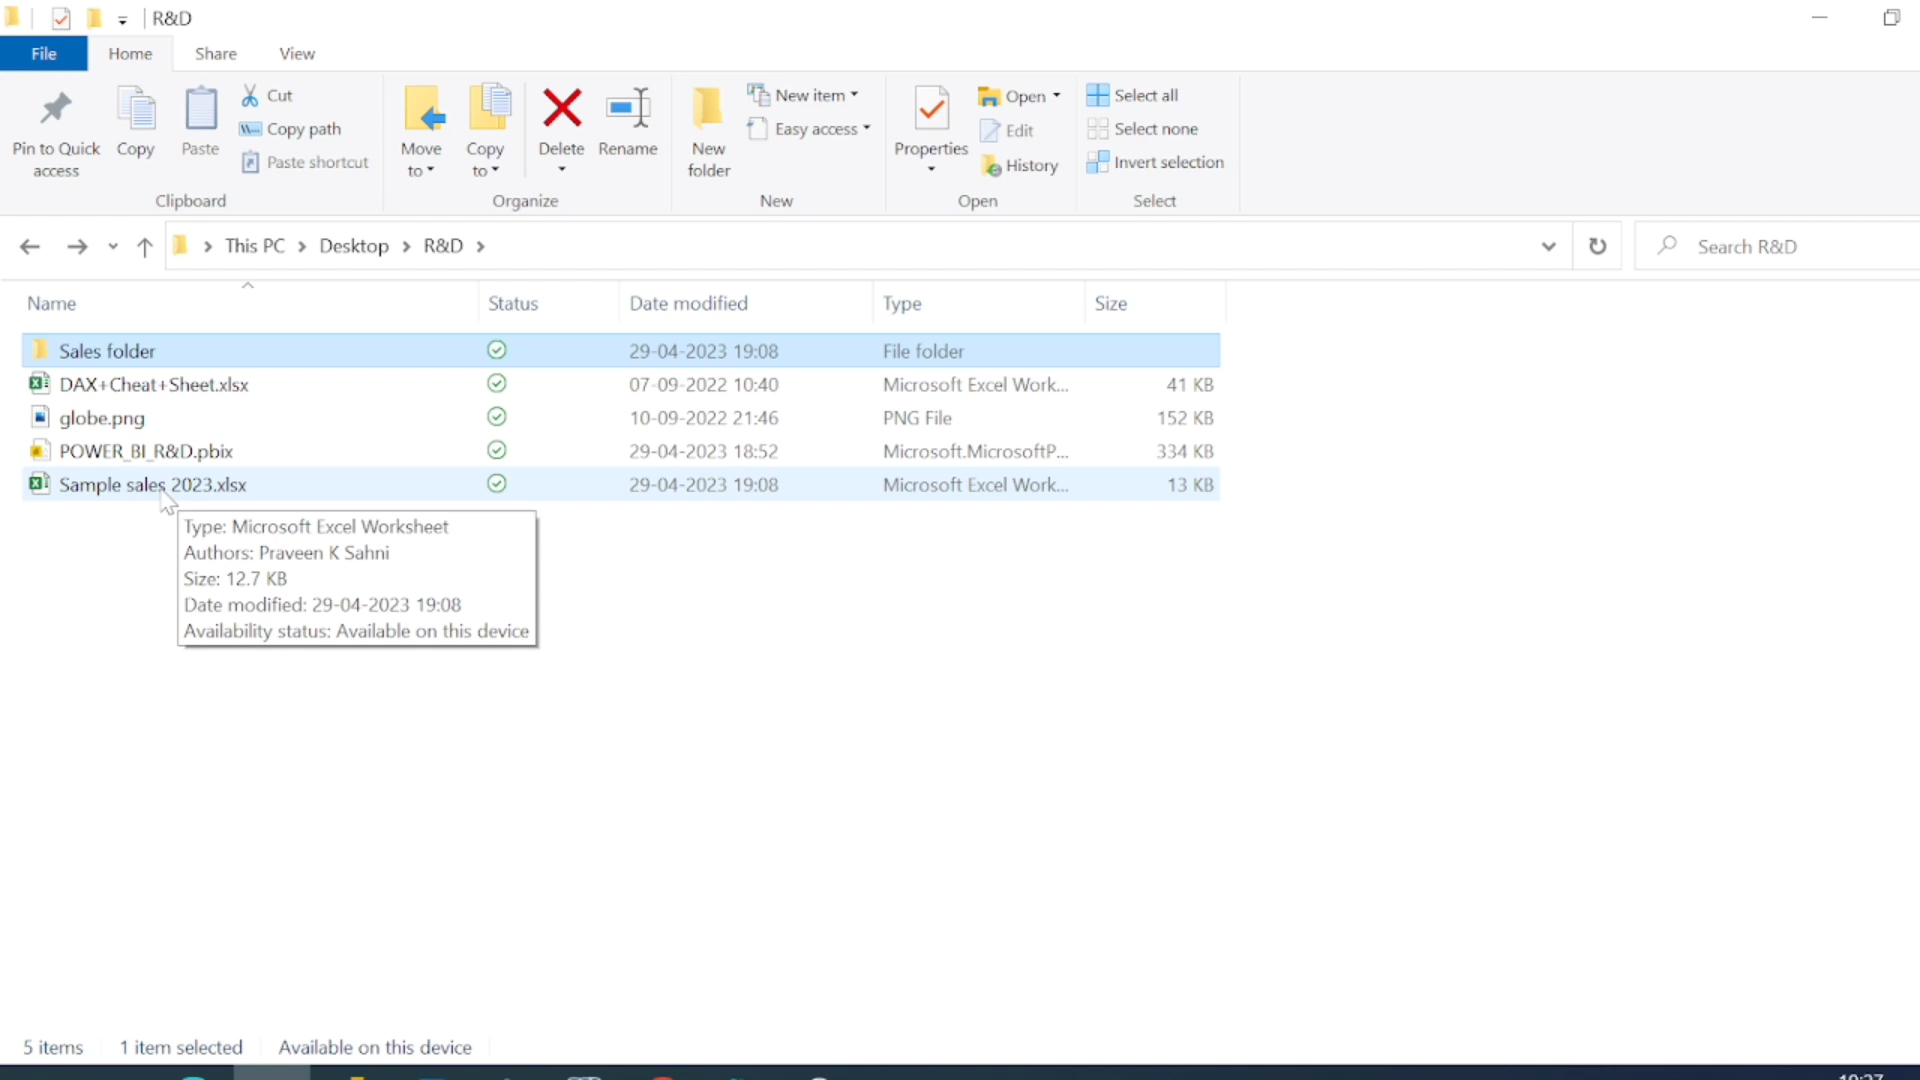 R&D
File Home Share View
Pin to Quick access
Copy
Paste
Cut
Copy path
Paste shortcut
Clipboard
Move to
Copy to
Delete
Rename
Organize
New folder
New item
Easy access
New
Properties
Open
Edit
History
Open
Select all
Select none
Invert selection
Select
This PC > Desktop > R&D >
Search R&D
Name Status Date modified Type Size
Sales folder 29-04-2023 19:08 File folder
DAX+Cheat+Sheet.xlsx 07-09-2022 10:40 Microsoft Excel Work... 41 KB
globe.png 10-09-2022 21:46 PNG File 152 KB
POWER_BI_R&D.pbix 29-04-2023 18:52 Microsoft.MicrosoftP... 334 KB
Sample sales 2023.xlsx 29-04-2023 19:08 Microsoft Excel Work... 13 KB
Type: Microsoft Excel Worksheet
Authors: Praveen K Sahni
Size: 12.7 KB
Date modified: 29-04-2023 19:08
Availability status: Available on this device
5 items 1 item selected Available on this device